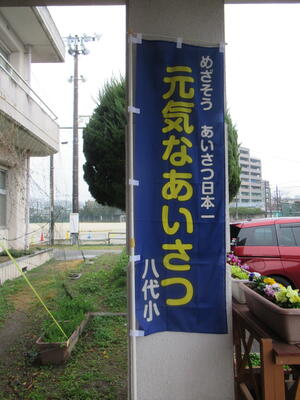 めざそう　あいさつ日本一
元気なあいさつ
八代小